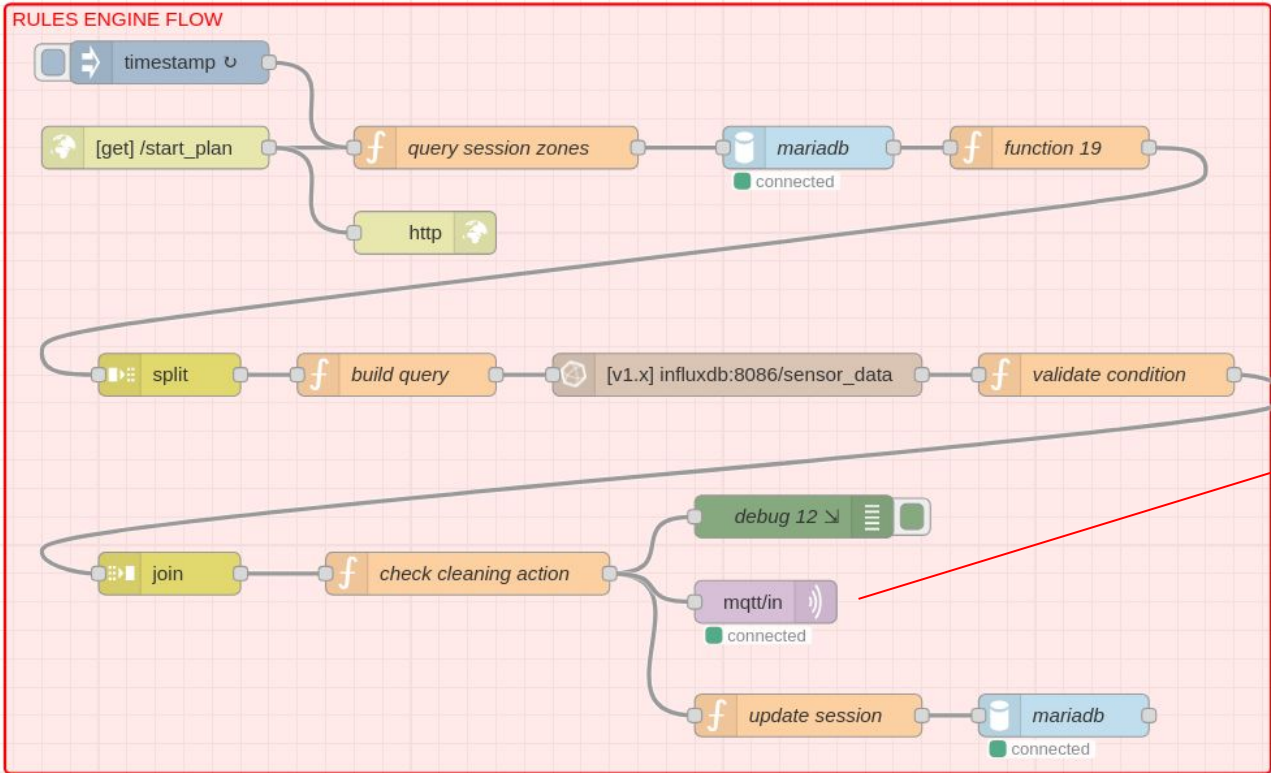 RULES ENGINE FLOW
timestamp ↻
[get] /start_plan
query session zones
mariadb
function 19
connected
http
split
build query
[v1.x] influxdb:8086/sensor_data
validate condition
debug 12 ⇲
join
check cleaning action
mqtt/in
connected
update session
mariadb
connected